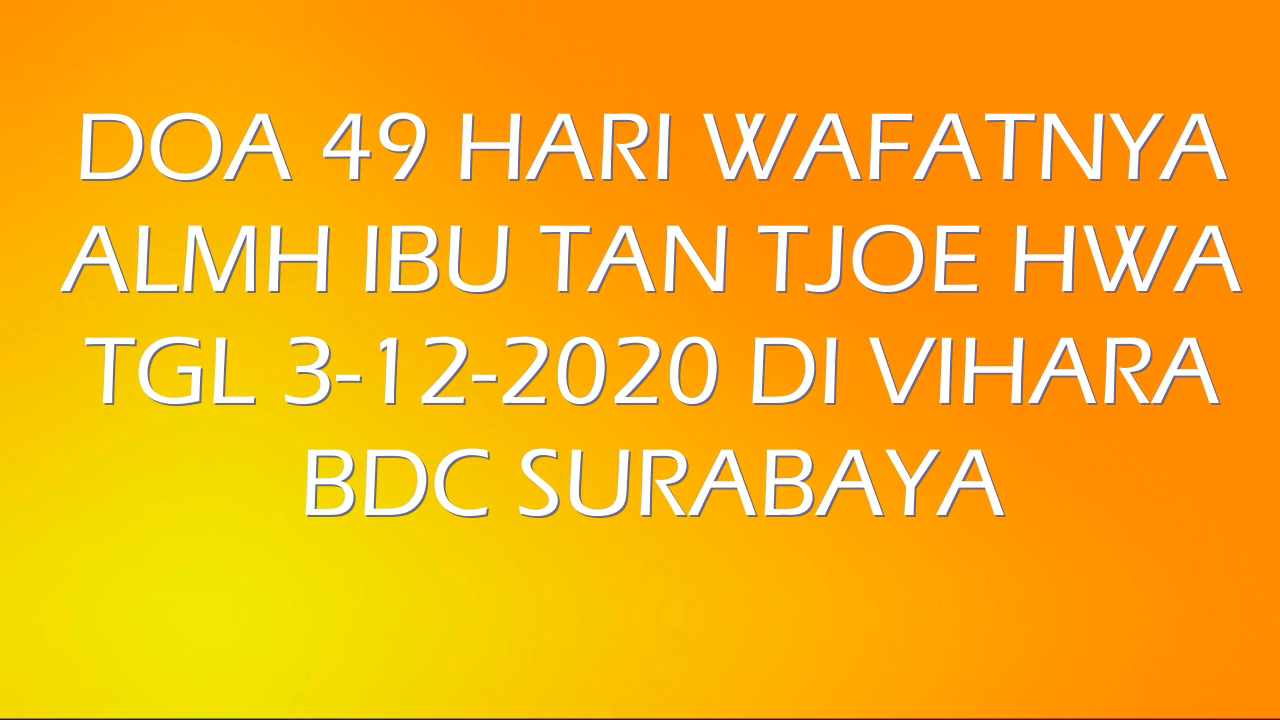 DOA 49 HARI WAFATNYA
ALMH IBU TAN TJOE HWA
TGL 3-12-2020 DI VIHARA
BDC SURABAYA